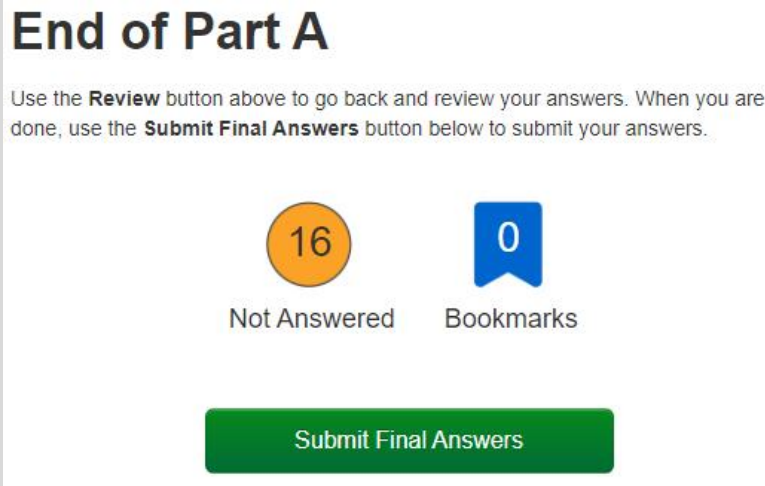 End of Part A
Use the Review button above to go back and review your answers. When you are
done, use the Submit Final Answers button below to submit your answers.
16
0
Not Answered
Bookmarks
Submit Final Answers